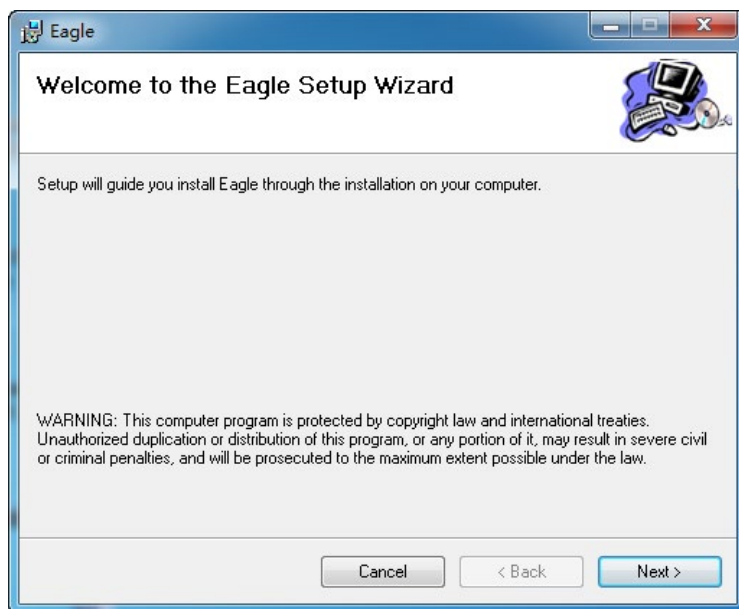 Eagle
Welcome to the Eagle Setup Wizard
Setup will guide you install Eagle through the installation on your computer.
WARNING: This computer program is protected by copyright law and international treaties.
Unauthorized duplication or distribution of this program, or any portion of it, may result in severe civil
or criminal penalties, and will be prosecuted to the maximum extent possible under the law.
Cancel
< Back
Next >